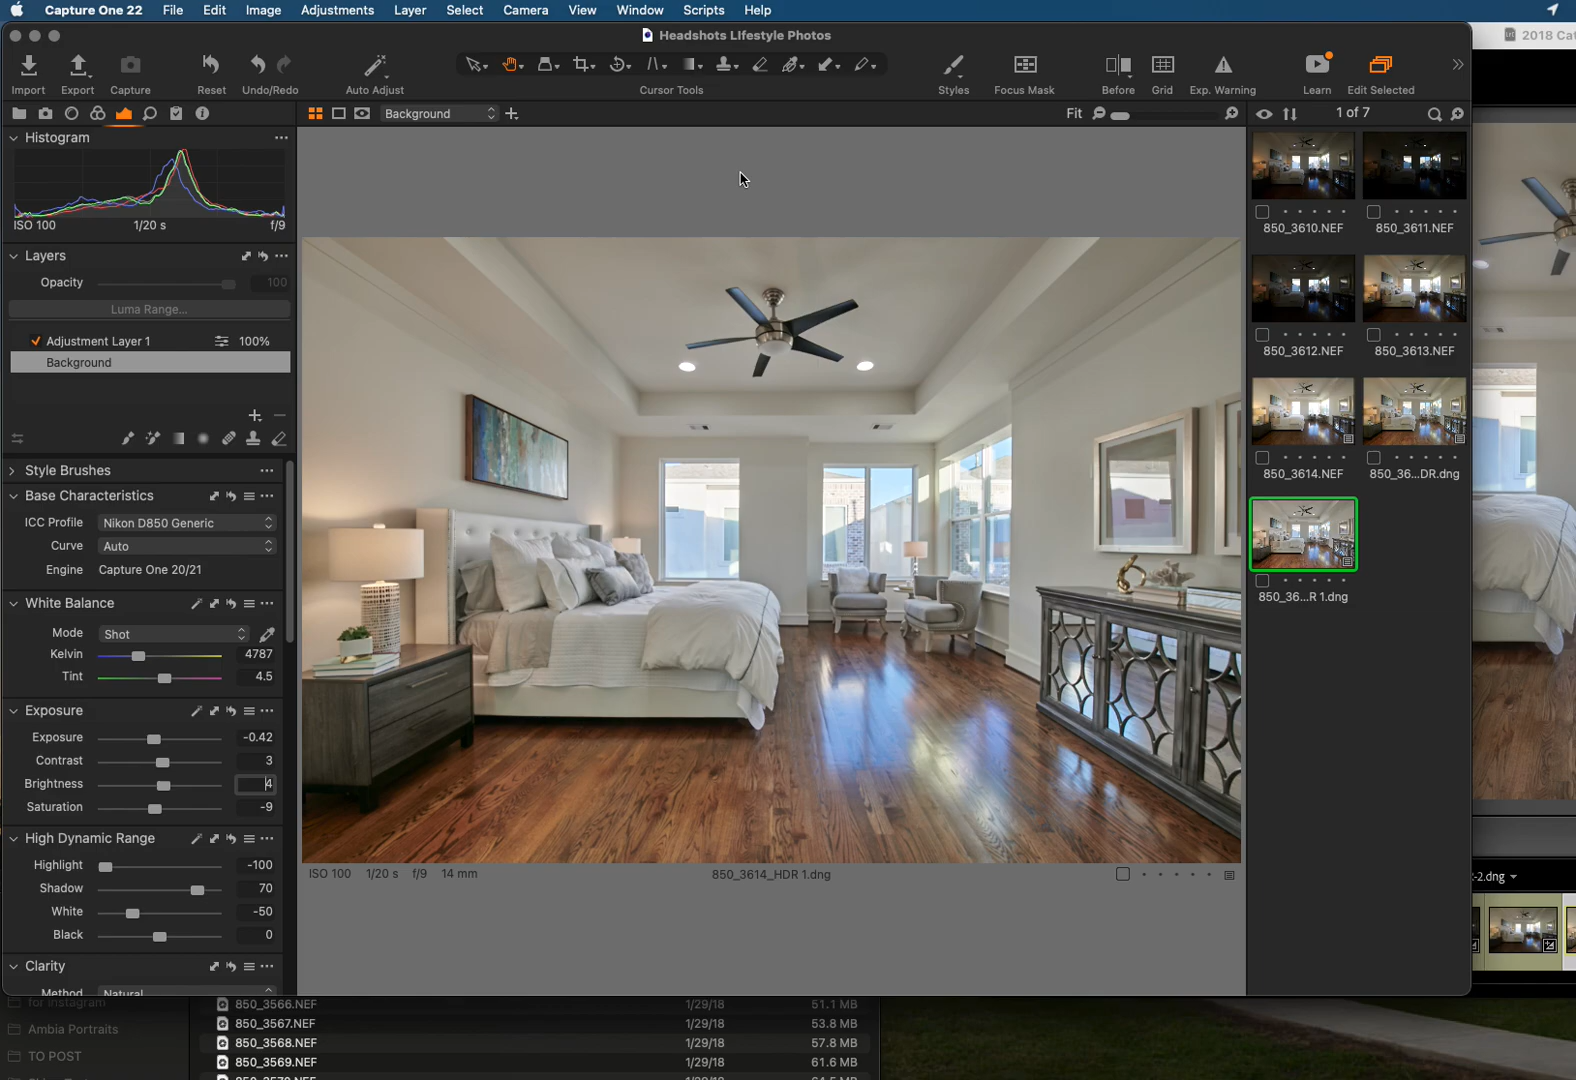 Capture One 22 File Edit Image Adjustments Layer Select Camera View Window Scripts Help
Headshots LIfestyle Photos
2018 Cat
Import Export Capture Reset Undo/Redo Auto Adjust Cursor Tools Styles Focus Mask Before Grid Exp. Warning Learn Edit Selected
Background
Fit
1 of 7
Histogram
ISO 100 1/20 s f/9
Layers
Opacity 100
Luma Range...
Adjustment Layer 1 100%
Background
Style Brushes
Base Characteristics
ICC Profile Nikon D850 Generic
Curve Auto
Engine Capture One 20/21
White Balance
Mode Shot
Kelvin 4787
Tint 4.5
Exposure
Exposure -0.42
Contrast 3
Brightness 4
Saturation -9
High Dynamic Range
Highlight -100
Shadow 70
White -50
Black 0
Clarity
Method Natural
850_3610.NEF 850_3611.NEF
850_3612.NEF 850_3613.NEF
850_3614.NEF 850_36...DR.dng
850_36...R 1.dng
ISO 100 1/20 s f/9 14 mm 850_3614_HDR 1.dng
2-2.dng
for instagram
Ambia Portraits
TO POST
850_3566.NEF 1/29/18 51.1 MB
850_3567.NEF 1/29/18 53.8 MB
850_3568.NEF 1/29/18 57.8 MB
850_3569.NEF 1/29/18 61.6 MB